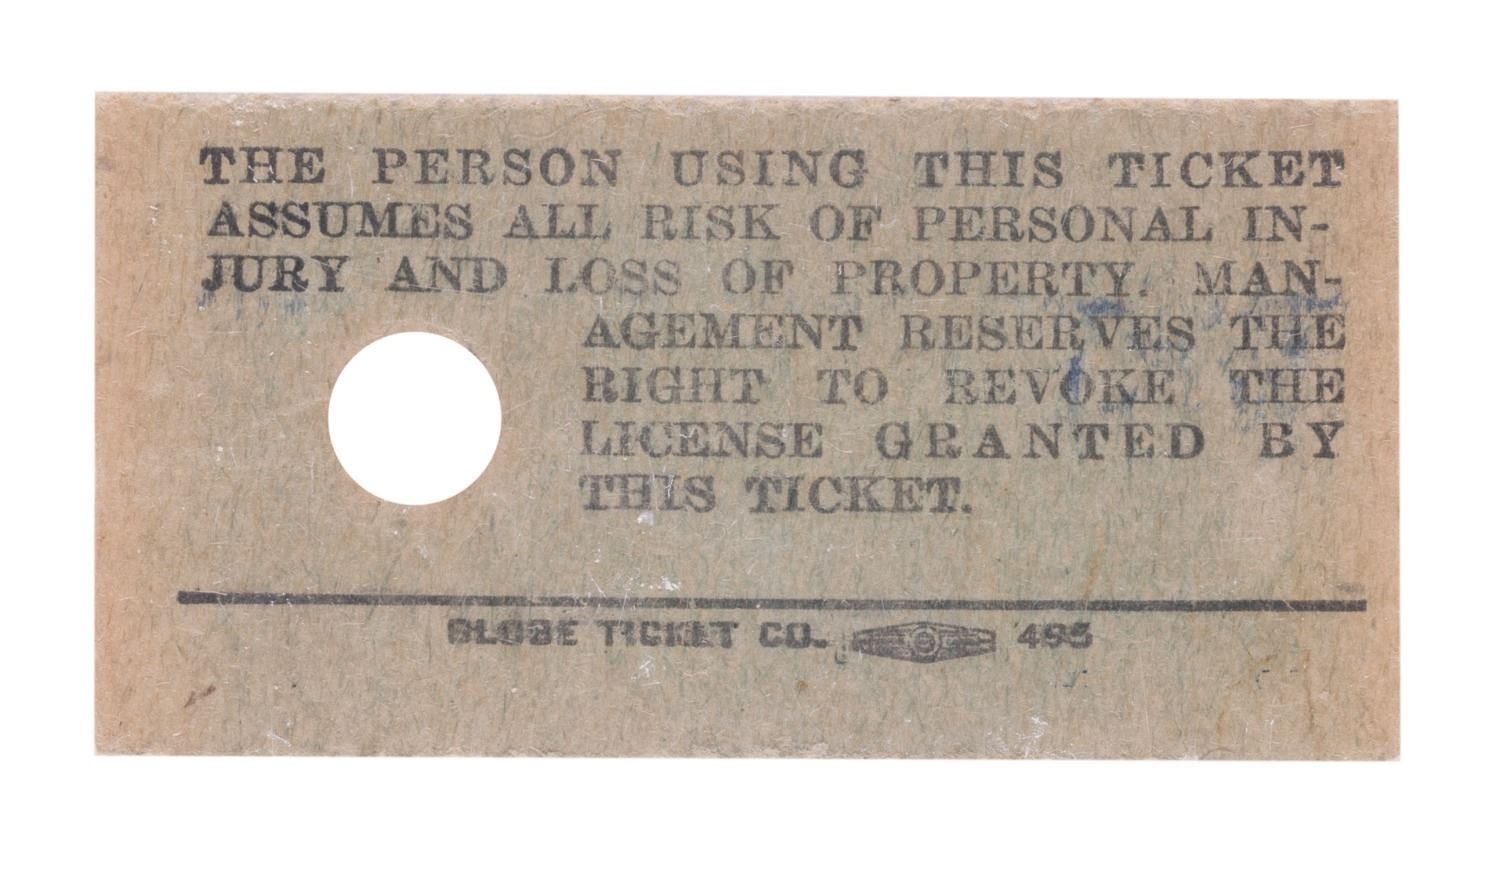 THE PERSON USING THIS TICKET
ASSUMES ALL RISK OF PERSONAL IN-
JURY AND LOSS OF PROPERTY. MAN-
AGEMENT RESERVES THE
RIGHT TO REVOKE THE
LICENSE GRANTED BY
THIS TICKET.
GLOBE TICKET CO. 495